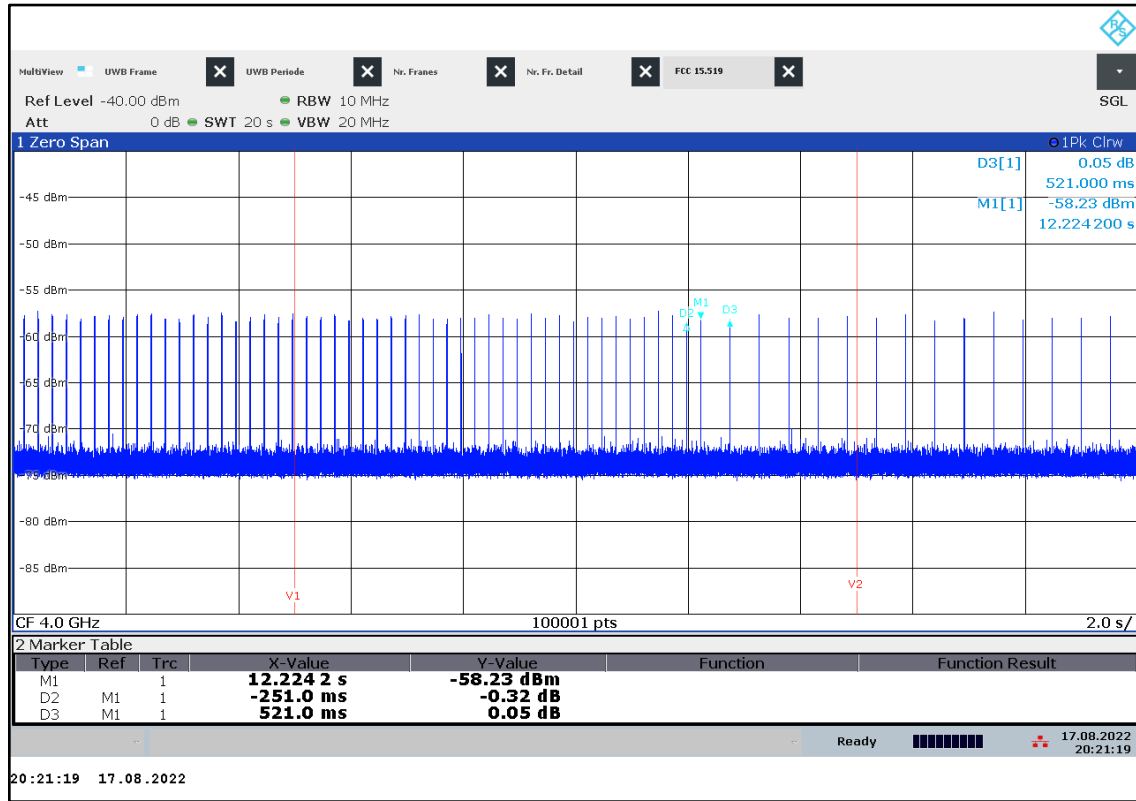 R&S
MultiView UWB Frame ✕ UWB Periode ✕ Nr. Franes ✕ Nr. Fr. Detail ✕ FCC 15.519 ✕
Ref Level -40.00 dBm RBW 10 MHz SGL
Att 0 dB SWT 20 s VBW 20 MHz
1 Zero Span 1Pk Clrw
D3[1] 0.05 dB
521.000 ms
M1[1] -58.23 dBm
12.224200 s
-45 dBm
-50 dBm
-55 dBm
M1
D2 D3
-60 dBm
-65 dBm
-70 dBm
-75 dBm
-80 dBm
-85 dBm
V1 V2
CF 4.0 GHz 100001 pts 2.0 s/
2 Marker Table
Type Ref Trc X-Value Y-Value Function Function Result
M1 1 12.224 2 s -58.23 dBm
D2 M1 1 -251.0 ms -0.32 dB
D3 M1 1 521.0 ms 0.05 dB
Ready 17.08.2022
20:21:19
20:21:19 17.08.2022